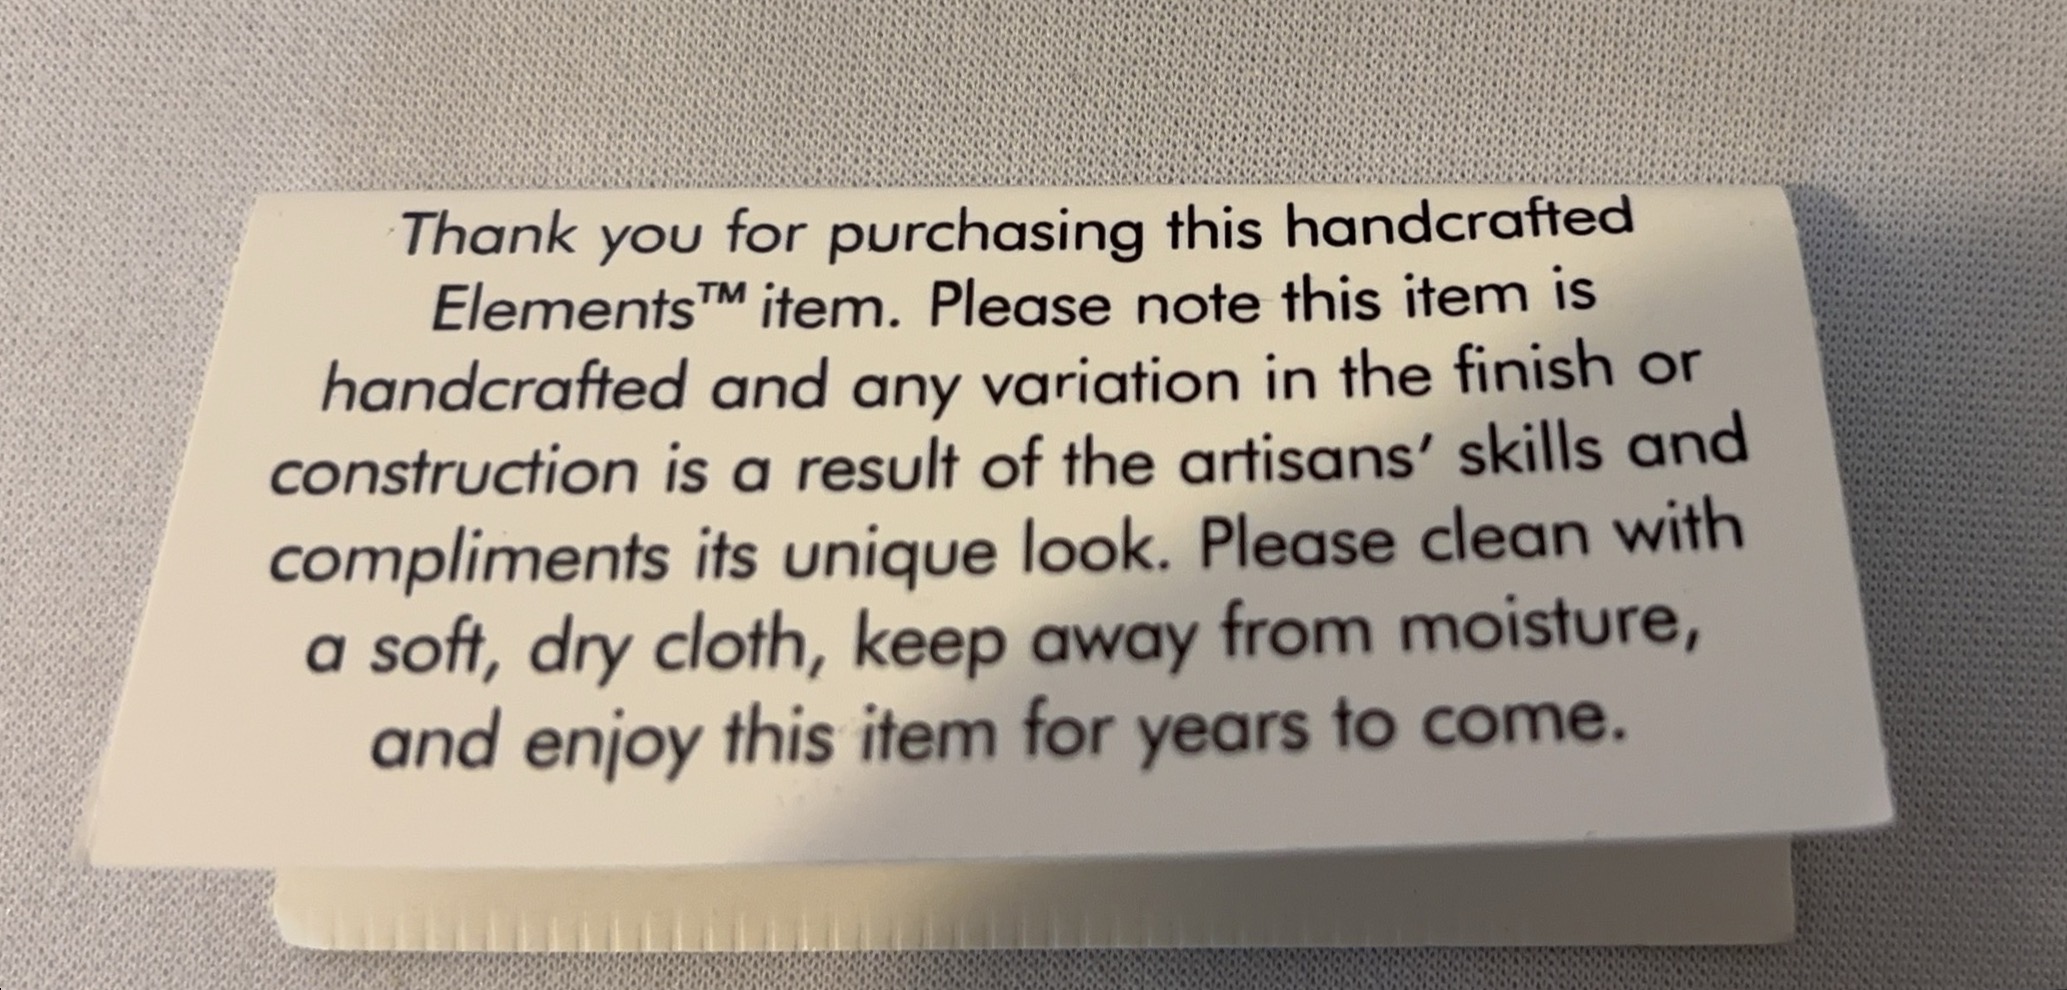 Thank you for purchasing this handcrafted
Elements™ item. Please note this item is
handcrafted and any variation in the finish or
construction is a result of the artisans' skills and
compliments its unique look. Please clean with
a soft, dry cloth, keep away from moisture,
and enjoy this item for years to come.